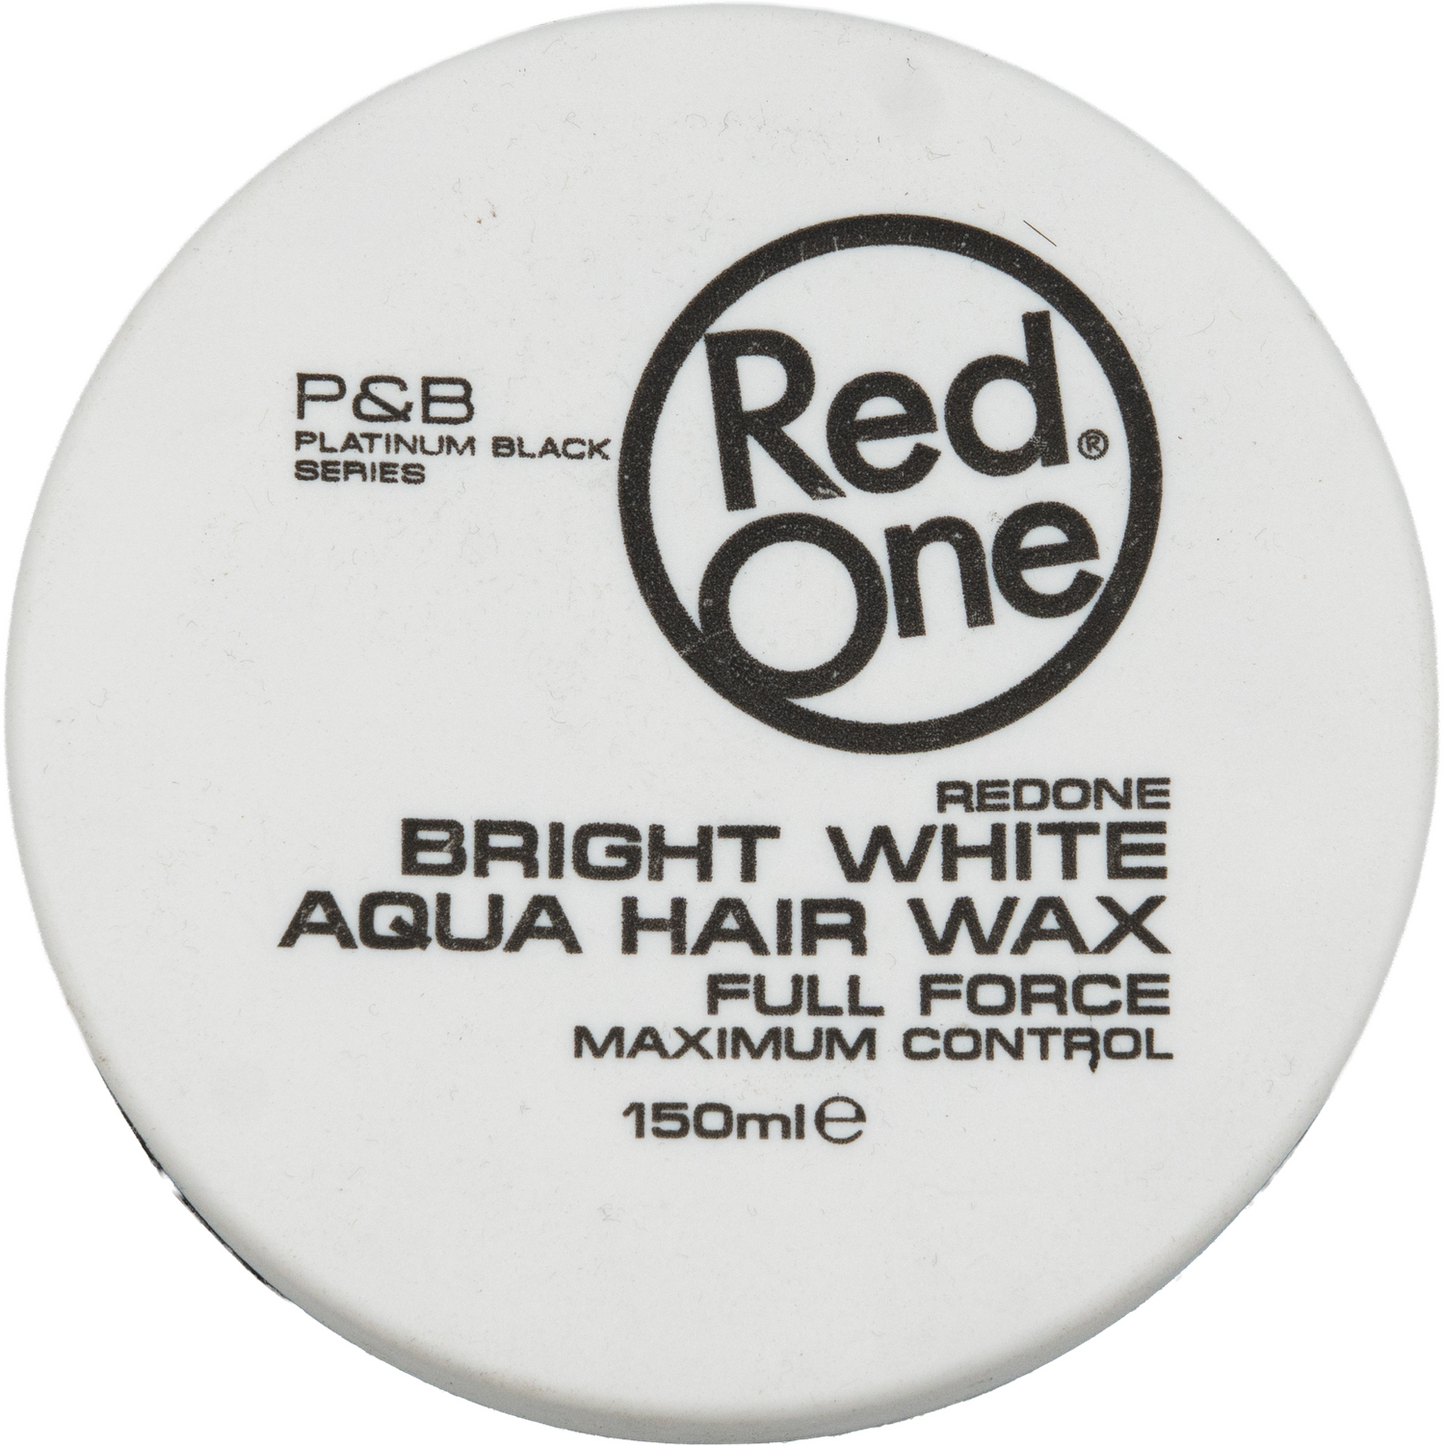 P&B
PLATINUM BLACK
SERIES
Red
One®
REDONE
BRIGHT WHITE
AQUA HAIR WAX
FULL FORCE
MAXIMUM CONTROL
150ml℮